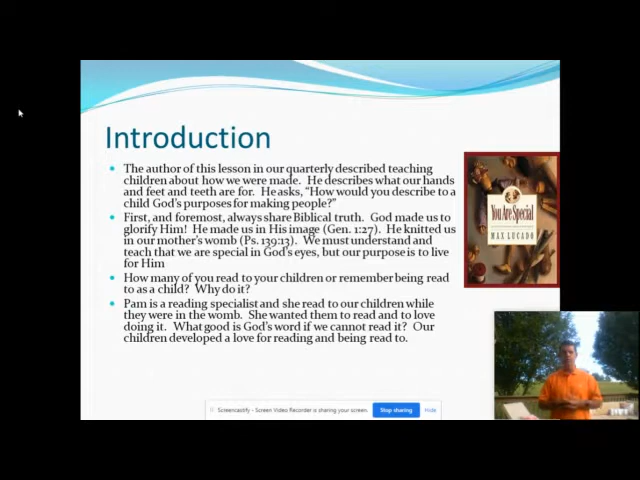 Introduction
• The author of this lesson in our quarterly described teaching
children about how we were made. He describes what our hands
and feet and teeth are for. He asks, "How would you describe to a
child God's purposes for making people?"
• First, and foremost, always share Biblical truth. God made us to
glorify Him! He made us in His image (Gen. 1:27). He knitted us
in our mother's womb (Ps. 139:13). We must understand and
teach that we are special in God's eyes, but our purpose is to live
for Him
• How many of you read to your children or remember being read
to as a child? Why do it?
• Pam is a reading specialist and she read to our children while
they were in the womb. She wanted them to read and to love
doing it. What good is God's word if we cannot read it? Our
children developed a love for reading and being read to.
You Are Special
MAX LUCADO
Screencastify - Screen Video Recorder is sharing your screen.
Stop sharing
Hide